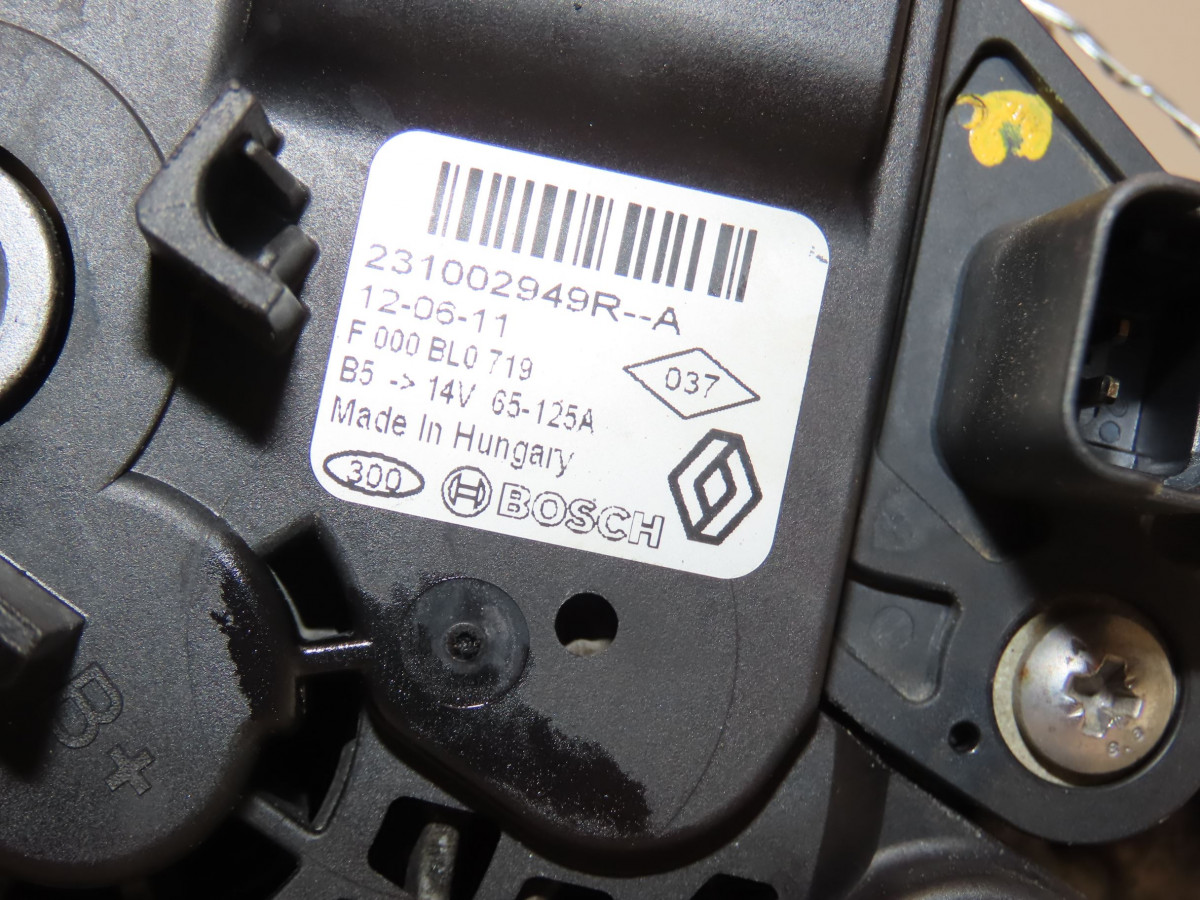 231002949R--A
12-06-11
F 000 BL0 719
037
B5 -> 14V 65-125A
Made In Hungary
300
BOSCH
B+